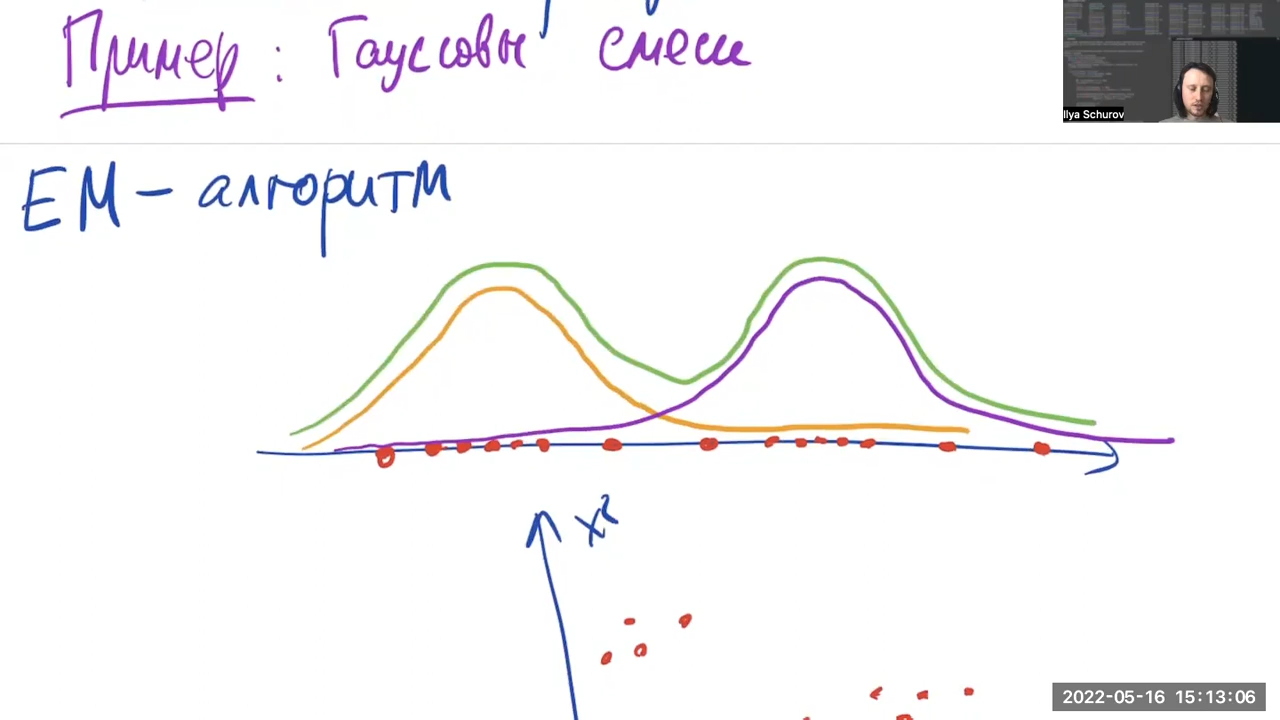 Пример: Гауссовы смеси
Ilya Schurov
EM-алгоритм
x²
2022-05-16 15:13:06